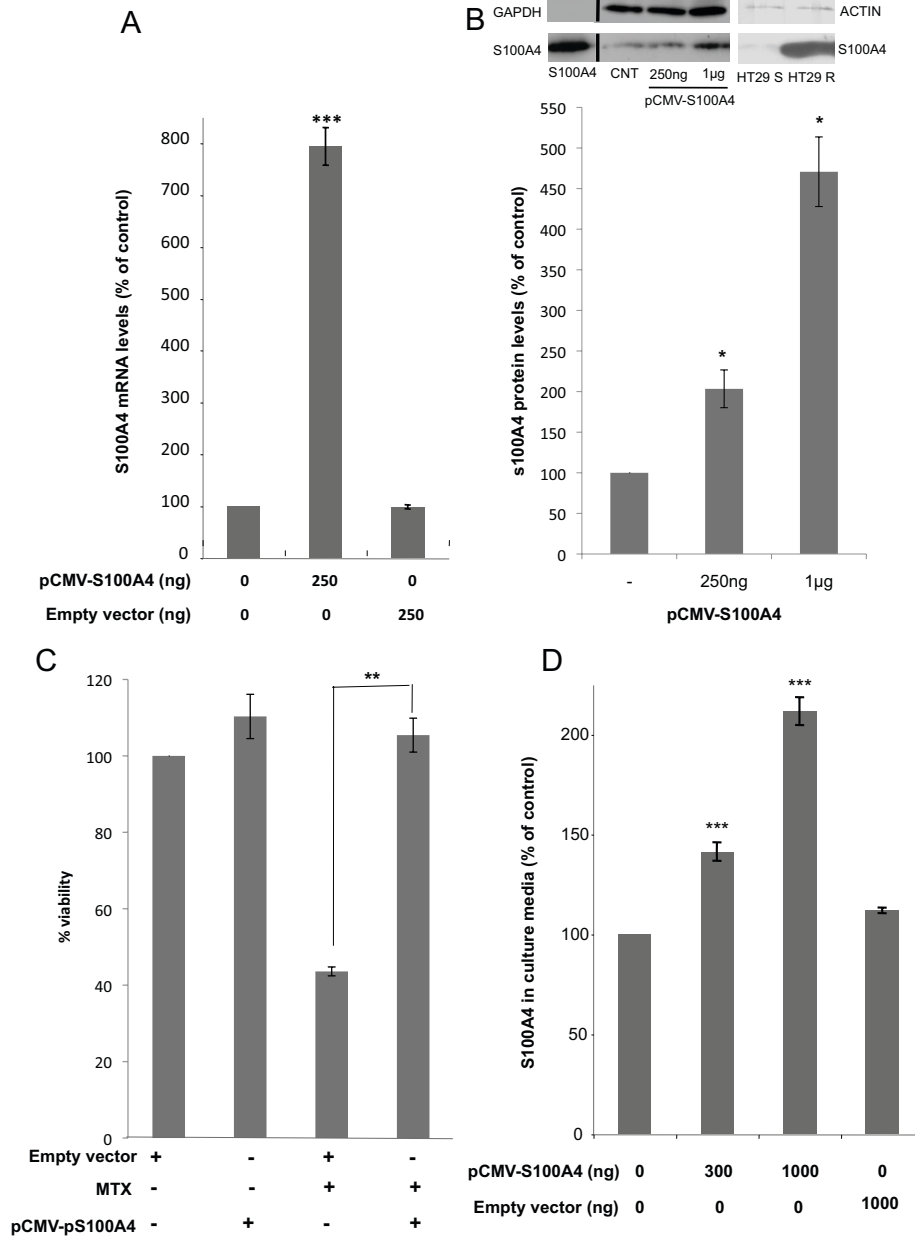 A
B
GAPDH
ACTIN
S100A4
S100A4
S100A4 CNT 250ng 1µg HT29 S HT29 R
pCMV-S100A4
S100A4 mRNA levels (% of control)
800
700
600
500
400
300
200
100
0
***
pCMV-S100A4 (ng) 0 250 0
Empty vector (ng) 0 0 250
s100A4 protein levels (% of control)
550
500
450
400
350
300
250
200
150
100
50
0
*
*
- 250ng 1µg
pCMV-S100A4
C
% viability
120
100
80
60
40
20
0
**
Empty vector + - + -
MTX - - + +
pCMV-pS100A4 - + - +
D
S100A4 in culture media (% of control)
200
150
100
50
0
***
***
pCMV-S100A4 (ng) 0 300 1000 0
Empty vector (ng) 0 0 0 1000